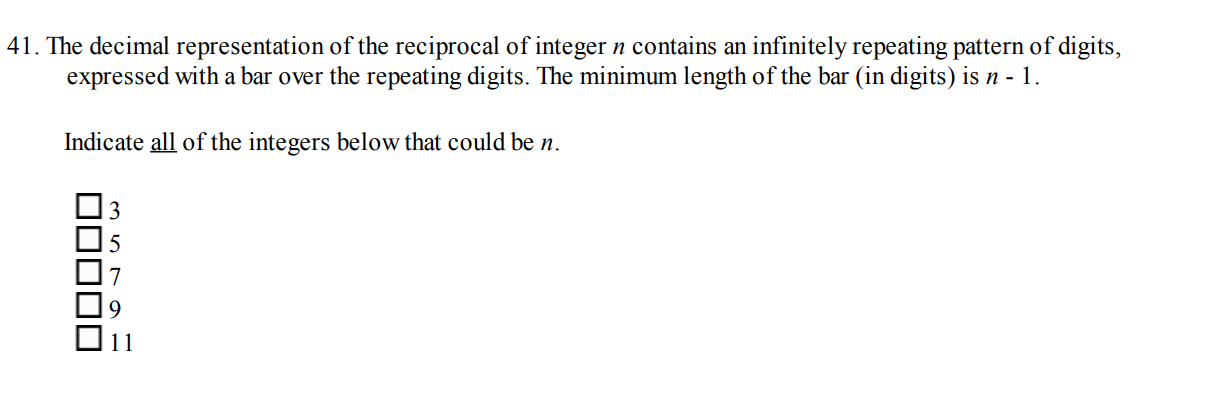 41. The decimal representation of the reciprocal of integer n contains an infinitely repeating pattern of digits,
expressed with a bar over the repeating digits. The minimum length of the bar (in digits) is n - 1.
Indicate all of the integers below that could be n.
3
5
7
9
11